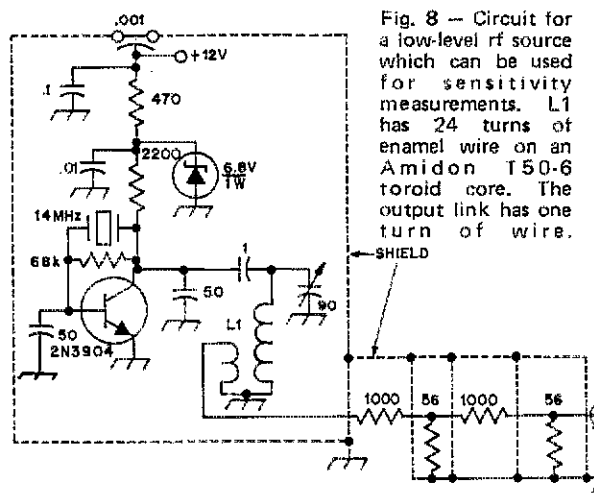 .001
+12V
.1
470
.01
2200
6.8V
1W
14MHz
68k
50
2N3904
50
1
L1
90
SHIELD
1000
56
1000
56
Fig. 8 — Circuit for
a low-level rf source
which can be used
for sensitivity
measurements. L1
has 24 turns of
enamel wire on an
Amidon T50-6
toroid core. The
output link has one
turn of wire.